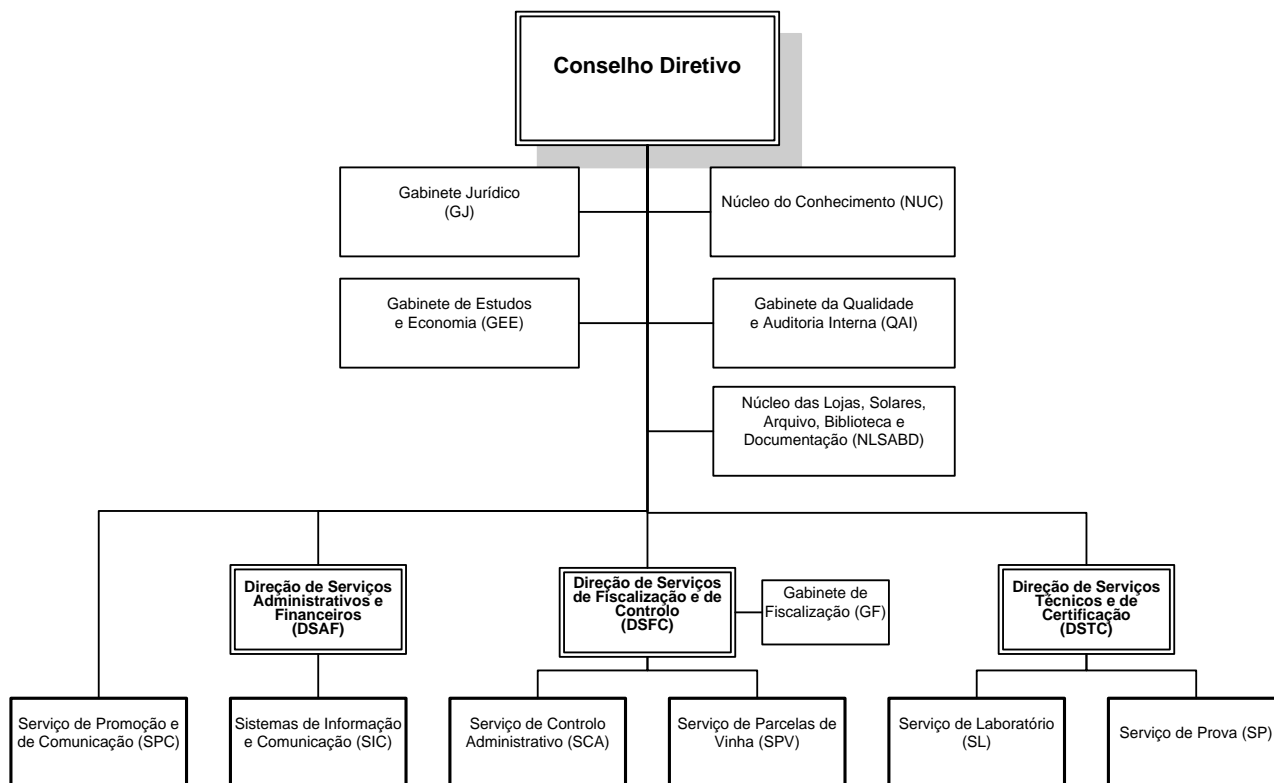 Conselho Diretivo
Gabinete Jurídico
(GJ)
Núcleo do Conhecimento (NUC)
Gabinete de Estudos
e Economia (GEE)
Gabinete da Qualidade
e Auditoria Interna (QAI)
Núcleo das Lojas, Solares,
Arquivo, Biblioteca e
Documentação (NLSABD)
Direção de Serviços
Administrativos e
Financeiros
(DSAF)
Direção de Serviços
de Fiscalização e de
Controlo
(DSFC)
Gabinete de
Fiscalização (GF)
Direção de Serviços
Técnicos e de
Certificação
(DSTC)
Serviço de Promoção e
de Comunicação (SPC)
Sistemas de Informação
e Comunicação (SIC)
Serviço de Controlo
Administrativo (SCA)
Serviço de Parcelas de
Vinha (SPV)
Serviço de Laboratório
(SL)
Serviço de Prova (SP)